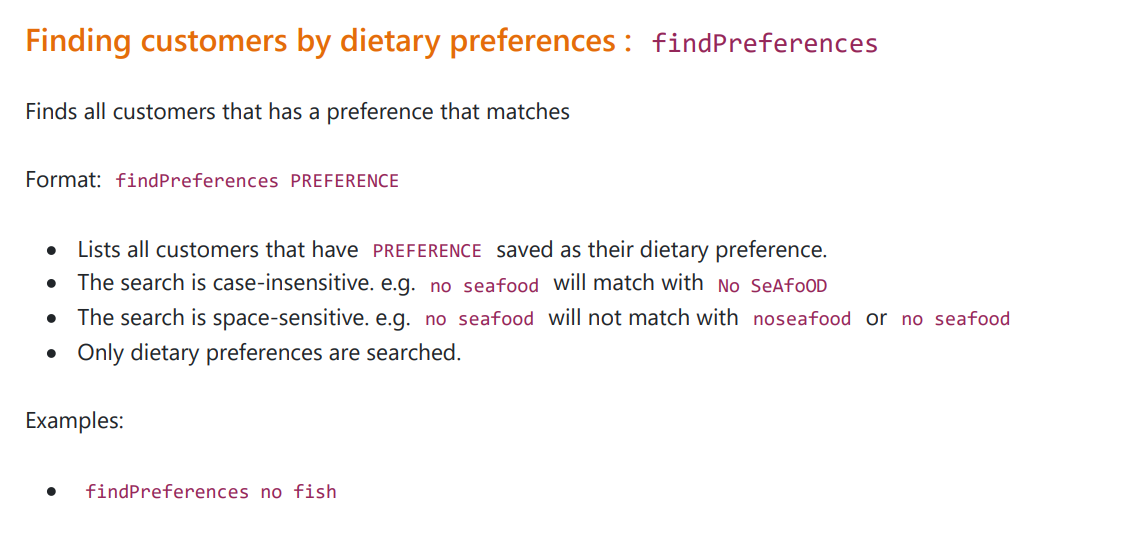 Finding customers by dietary preferences : findPreferences
Finds all customers that has a preference that matches
Format: findPreferences PREFERENCE
• Lists all customers that have PREFERENCE saved as their dietary preference.
• The search is case-insensitive. e.g. no seafood will match with No SeAfoOD
• The search is space-sensitive. e.g. no seafood will not match with noseafood or no seafood
• Only dietary preferences are searched.
Examples:
• findPreferences no fish